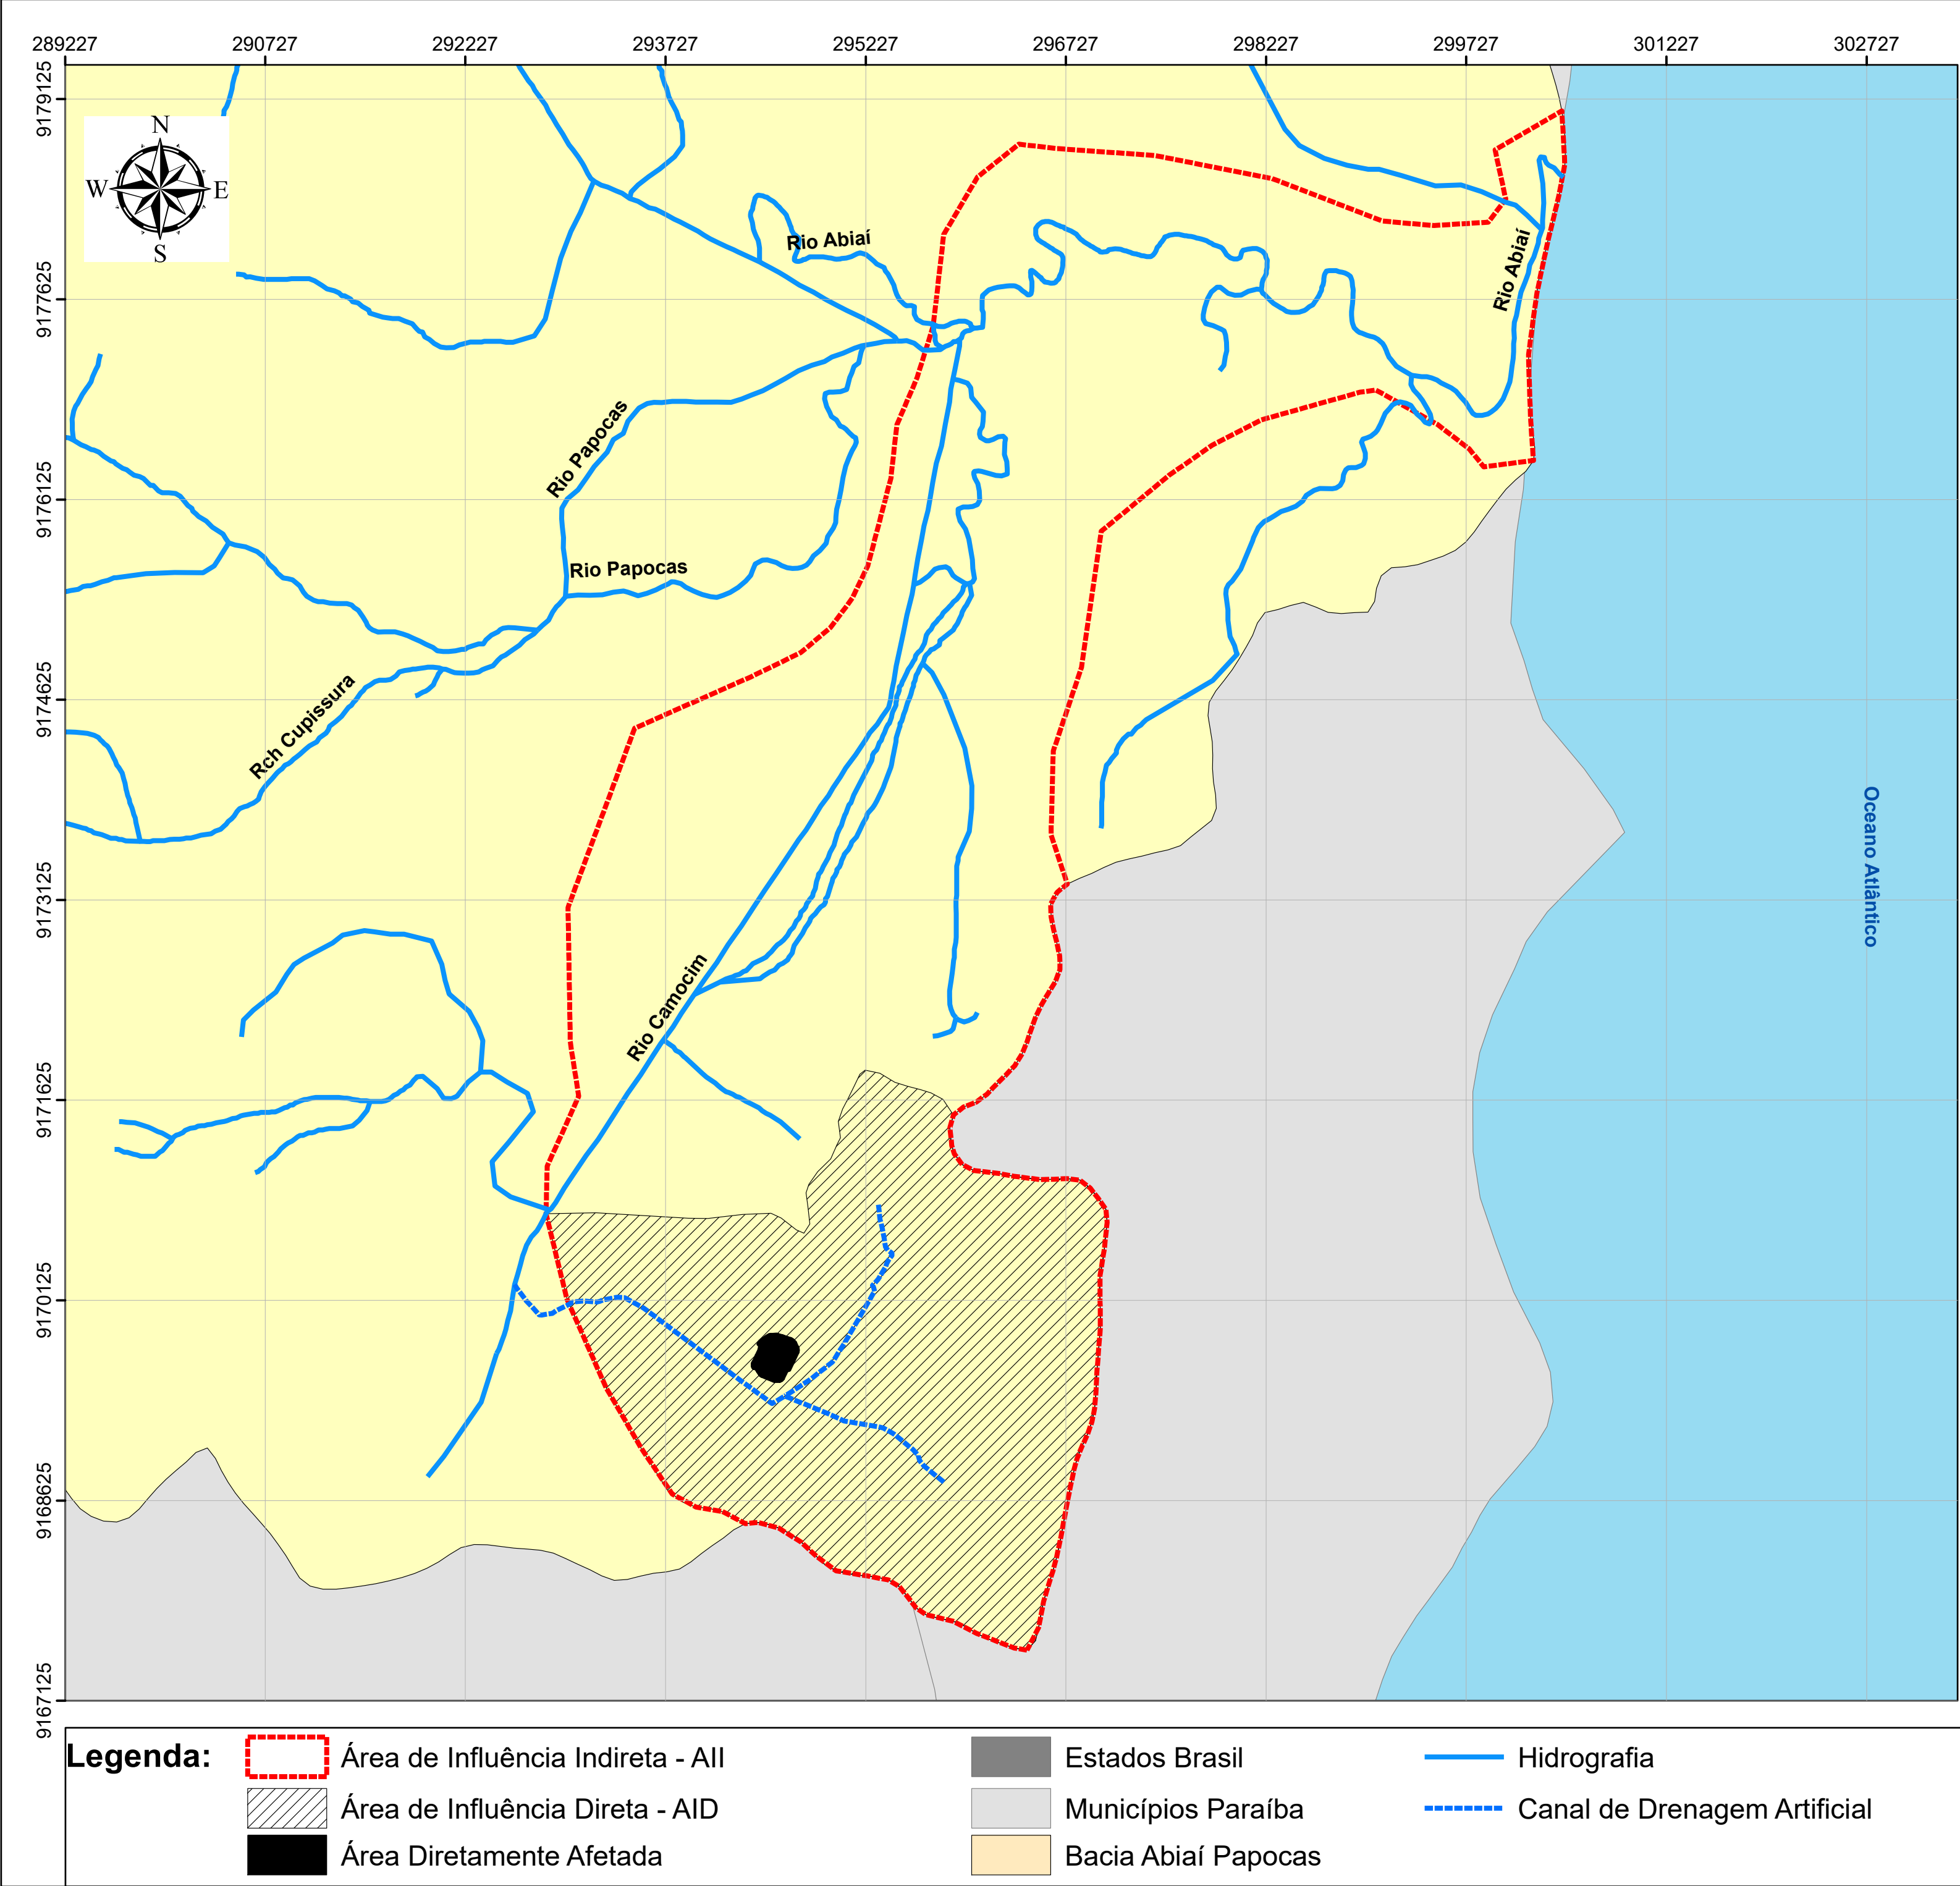 289227 290727 292227 293727 295227 296727 298227 299727 301227 302727
9179125
9177625
9176125
9174625
9173125
9171625
9170125
9168625
9167125
N
W E
S
Rio Abiaí
Rio Abiaí
Rio Papocas
Rio Papocas
Rch Cupissura
Rio Camocim
Oceano Atlântico
Legenda:
Área de Influência Indireta - AII
Área de Influência Direta - AID
Área Diretamente Afetada
Estados Brasil
Municípios Paraíba
Bacia Abiaí Papocas
Hidrografia
Canal de Drenagem Artificial